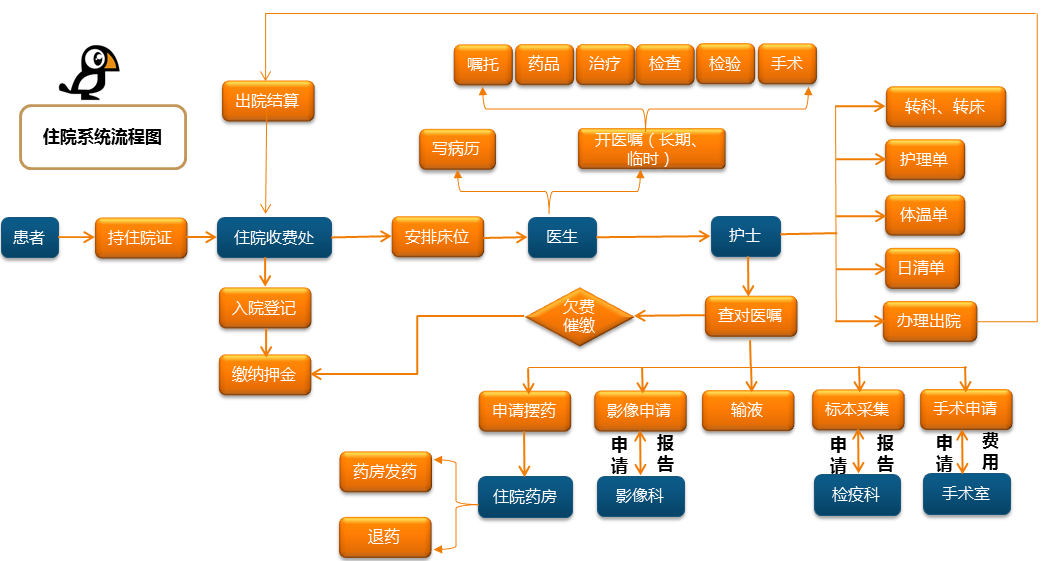 住院系统流程图
出院结算
嘱托
药品
治疗
检查
检验
手术
写病历
开医嘱（长期、
临时）
转科、转床
护理单
体温单
日清单
办理出院
患者
持住院证
住院收费处
安排床位
医生
护士
入院登记
缴纳押金
欠费
催缴
查对医嘱
申请摆药
影像申请
输液
标本采集
手术申请
申请
报告
申请
报告
申请
费用
药房发药
退药
住院药房
影像科
检疫科
手术室